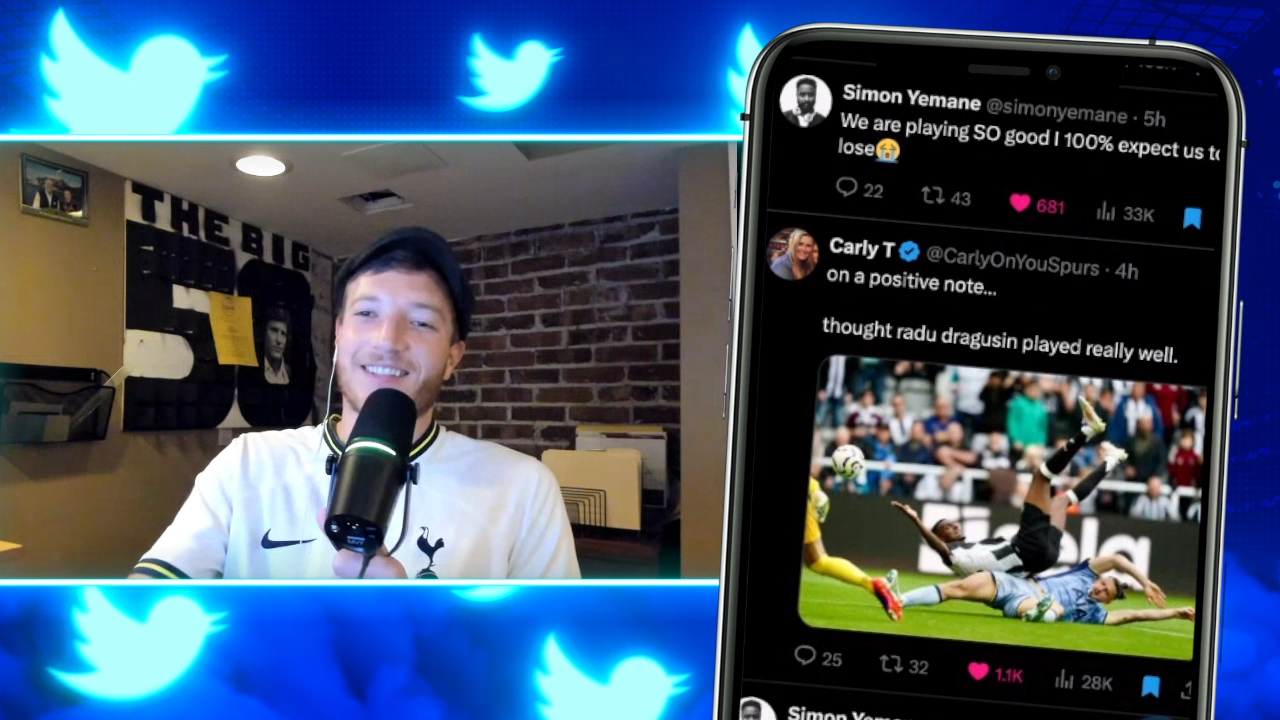 THE BIG
50
Simon Yemane @simonyemane · 5h
We are playing SO good I 100% expect us to
lose😭
22 43 681 33K
Carly T @CarlyOnYouSpurs · 4h
on a positive note...
thought radu dragusin played really well.
25 32 1.1K 28K
Simon Yemane